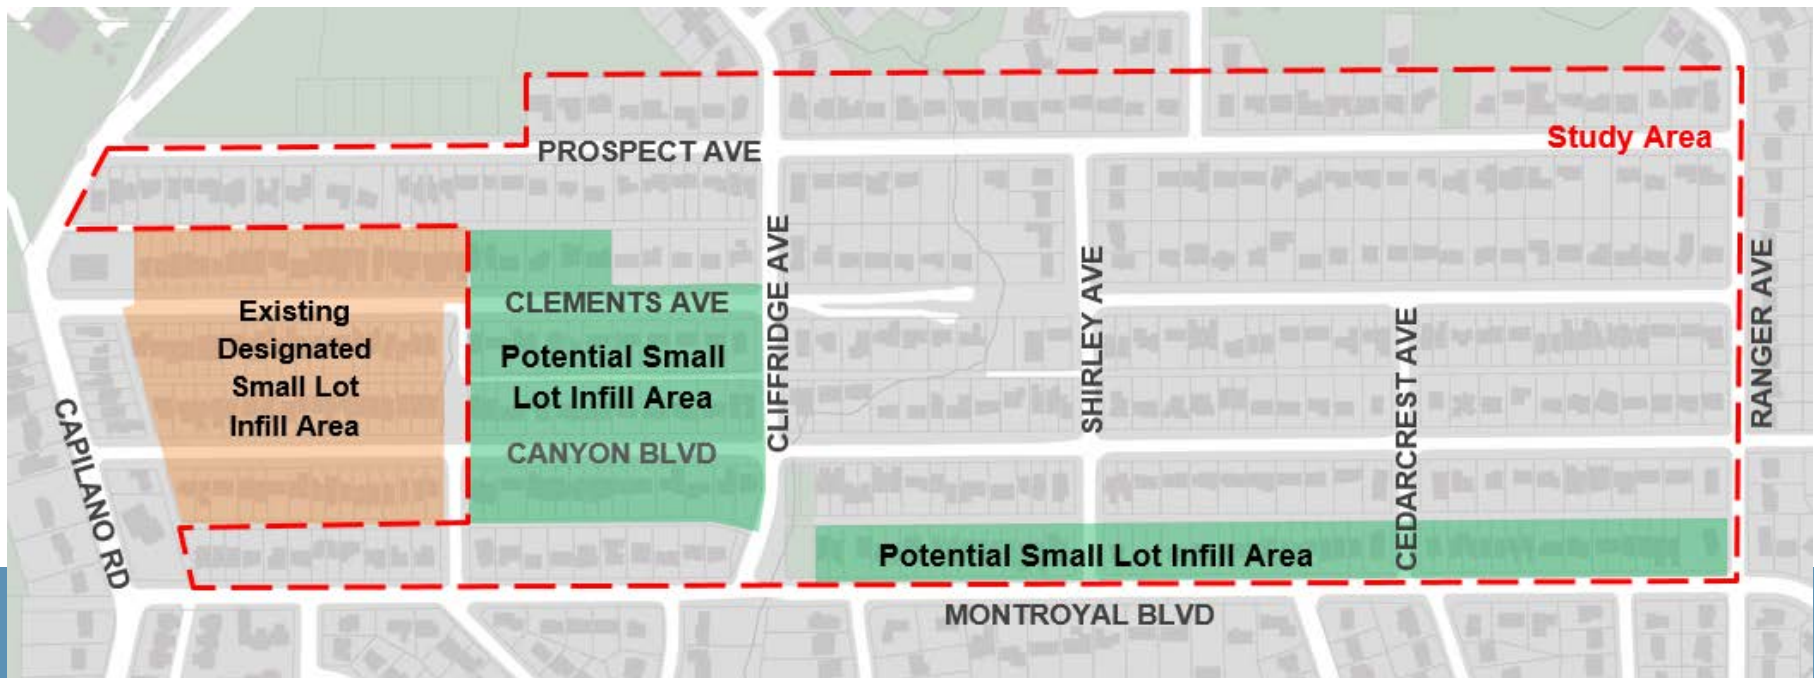 PROSPECT AVE
Study Area
CLIFFRIDGE AVE
SHIRLEY AVE
RANGER AVE
Existing
Designated
Small Lot
Infill Area
CLEMENTS AVE
Potential Small
Lot Infill Area
CANYON BLVD
CEDARCREST AVE
CAPILANO RD
Potential Small Lot Infill Area
MONTROYAL BLVD